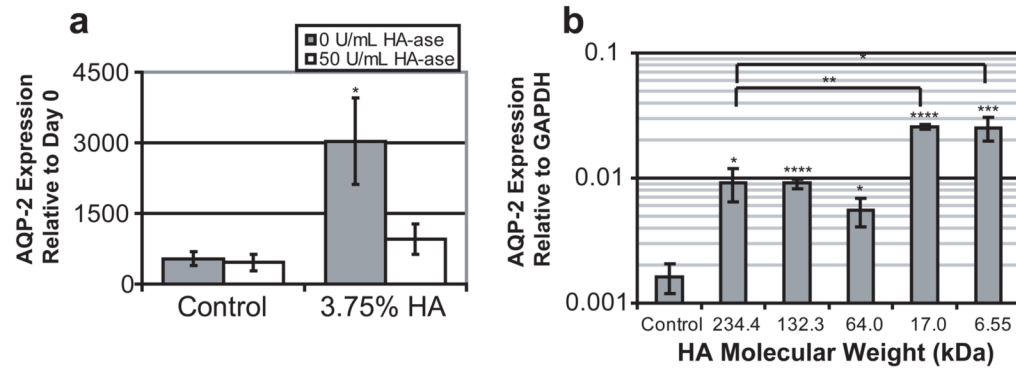 a
0 U/mL HA-ase
50 U/mL HA-ase
AQP-2 Expression
Relative to Day 0
4500
3000
1500
0
*
Control
3.75% HA
b
AQP-2 Expression
Relative to GAPDH
0.1
0.01
0.001
*
**
*
****
*
****
***
Control
234.4
132.3
64.0
17.0
6.55
HA Molecular Weight (kDa)